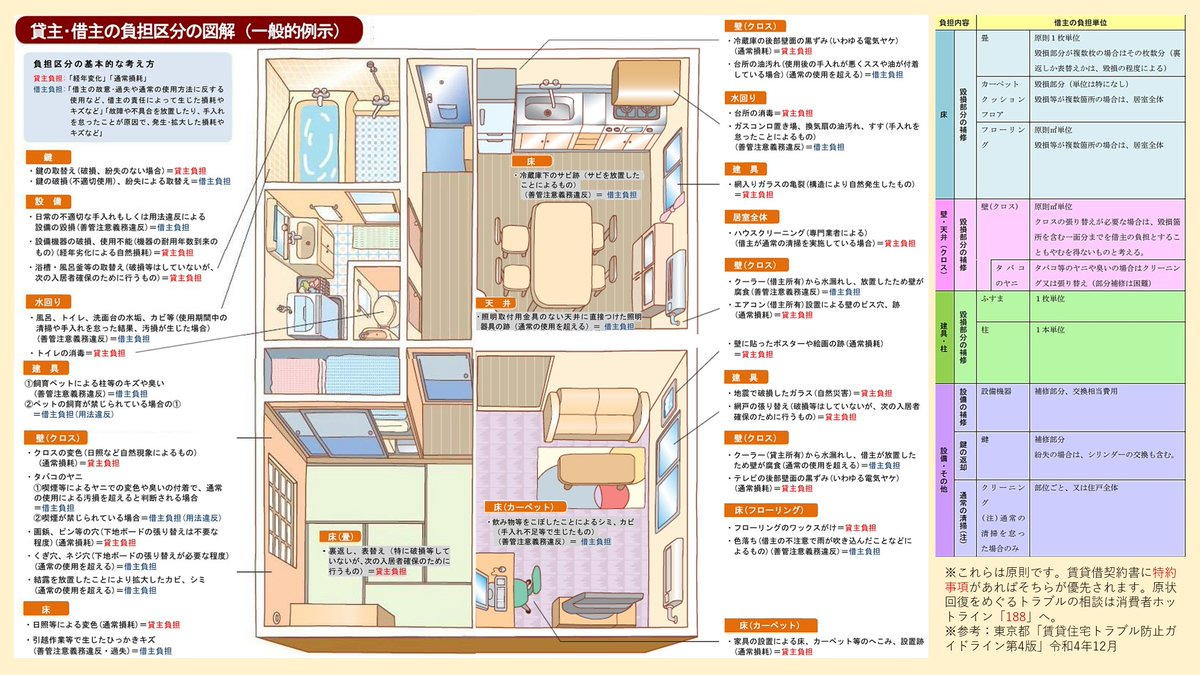 貸主･借主の負担区分の図解（一般的例示）
負担区分の基本的な考え方
貸主負担：「経年変化」「通常損耗」
借主負担：「借主の故意・過失や通常の使用方法に反する
使用など、借主の責任によって生じた損耗や
キズなど」「故障や不具合を放置したり、手入れ
を怠ったことが原因で、発生・拡大した損耗や
キズなど」
鍵
・鍵の取替え（破損、紛失のない場合）＝貸主負担
・鍵の破損（不適切使用）、紛失による取替え＝借主負担
設 備
・日常の不適切な手入れもしくは用法違反による
設備の毀損（善管注意義務違反）＝借主負担
・設備機器の破損、使用不能（機器の耐用年数到来の
もの）（経年劣化による自然損耗）＝貸主負担
・浴槽・風呂釜等の取替え（破損等はしていないが、
次の入居者確保のために行うもの）＝貸主負担
水回り
・風呂、トイレ、洗面台の水垢、カビ等（使用期間中の
清掃や手入れを怠った結果、汚損が生じた場合）
（善管注意義務違反）＝借主負担
・トイレの消毒＝貸主負担
建 具
①飼育ペットによる柱等のキズや臭い
（善管注意義務違反）＝借主負担
②ペットの飼育が禁じられている場合の①
＝借主負担（用法違反）
壁（クロス）
・クロスの変色（日照など自然現象によるもの）
（通常損耗）＝貸主負担
・タバコのヤニ
①喫煙等によるヤニでの変色や臭いの付着で、通常
の使用による汚損を超えると判断される場合
＝借主負担
②喫煙が禁じられている場合＝借主負担（用法違反）
・画鋲、ピン等の穴（下地ボードの張替えは不要な
程度）（通常損耗）＝貸主負担
・くぎ穴、ネジ穴（下地ボードの張替えが必要な程度）
（通常の使用を超える）＝借主負担
・結露を放置したことにより拡大したカビ、シミ
（通常の使用を超える）＝借主負担
床
・日照等による変色（通常損耗）＝貸主負担
・引越作業等で生じたひっかきキズ
（善管注意義務違反・過失）＝借主負担
床
・冷蔵庫下のサビ跡（サビを放置した
ことによるもの）
（善管注意義務違反）＝ 借主負担
天 井
・照明取付用金具のない天井に直接つけた照明
器具の跡（通常の使用を超える）＝ 借主負担
床（畳）
・裏返し、表替え（特に破損等して
いないが、次の入居者確保のために
行うもの）＝貸主負担
床（カーペット）
・飲み物等をこぼしたことによるシミ、カビ
（手入れ不足等で生じたもの）
（善管注意義務違反）＝ 借主負担
壁（クロス）
・冷蔵庫の後部壁面の黒ずみ（いわゆる電気ヤケ）
（通常損耗）＝貸主負担
・台所の油汚れ（使用後の手入れが悪くススや油が付着
している場合）（通常の使用を超える）＝借主負担
水回り
・台所の消毒＝貸主負担
・ガスコンロ置き場、換気扇の油汚れ、すす（手入れを
怠ったことによるもの）
（善管注意義務違反）＝借主負担
建 具
・網入りガラスの亀裂（構造により自然発生したもの）
＝貸主負担
居室全体
・ハウスクリーニング（専門業者による）
（借主が通常の清掃を実施している場合）＝貸主負担
壁（クロス）
・クーラー（借主所有）から水漏れし、放置したため壁が
腐食（善管注意義務違反）＝借主負担
・エアコン（借主所有）設置による壁のビス穴、跡
（通常損耗）＝貸主負担
・壁に貼ったポスターや絵画の跡（通常損耗）
＝貸主負担
建 具
・地震で破損したガラス（自然災害）＝貸主負担
・網戸の張替え（破損等はしていないが、次の入居者
確保のために行うもの）＝貸主負担
壁（クロス）
・クーラー（貸主所有）から水漏れし、借主が放置し
ため壁が腐食（通常の使用を超える）＝借主負担
・テレビの後部壁面の黒ずみ（いわゆる電気ヤケ）
（通常損耗）＝貸主負担
床（フローリング）
・フローリングのワックスがけ＝貸主負担
・色落ち（借主の不注意で雨が吹き込んだことなどに
よるもの）（善管注意義務違反）＝借主負担
床（カーペット）
・家具の設置による床、カーペット等のへこみ、設置跡
（通常損耗）＝貸主負担
負担内容
借主の負担単位
床
毀損部分の補修
畳
原則１枚単位
毀損部分が複数枚の場合はその枚数分（裏
返しか表替えかは、毀損の程度による）
カーペット
クッション
フロア
毀損部分（単位は特になし）
毀損等が複数箇所の場合は、居室全体
フローリン
グ
原則㎡単位
毀損等が複数箇所の場合は、居室全体
壁・天井（クロス）
毀損部分の補修
壁（クロス）
原則㎡単位
クロスの張り替えが必要な場合は、毀損箇
所を含む一面分までを借主の負担とするこ
ともやむを得ないものと考える。
タバコ
のヤニ
タバコ等のヤニや臭いの場合はクリーニン
グ又は張り替え（部分補修は困難）
建具・柱
毀損部分の補修
ふすま
１枚単位
柱
１本単位
設備・その他
設備の補修
設備機器
補修部分、交換相当費用
鍵の返却
鍵
補修部分
紛失の場合は、シリンダーの交換も含む。
通常の清掃（注）
クリーニン
グ
（注）通常の
清掃を怠っ
た場合のみ
部位ごと、又は住戸全体
※これらは原則です。賃貸借契約書に特約
事項があればそちらが優先されます。原状
回復をめぐるトラブルの相談は消費者ホッ
トライン「188」へ。
※参考：東京都「賃貸住宅トラブル防止ガ
イドライン第4版」令和4年12月